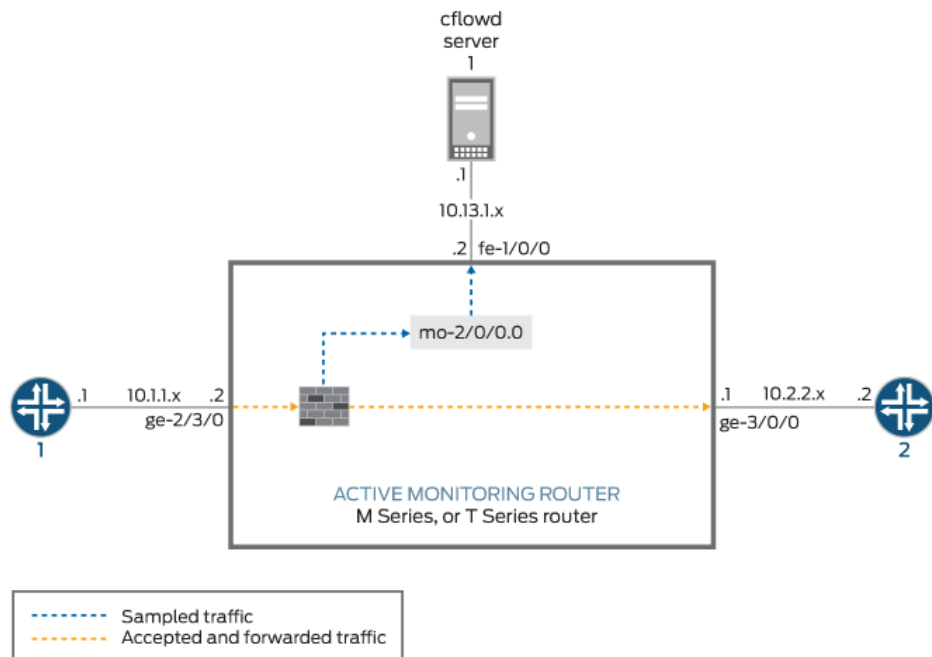 cflowd
server
1
.1
10.13.1.x
.2 fe-1/0/0
mo-2/0/0.0
.1 10.1.1.x .2
ge-2/3/0
1
.1 10.2.2.x .2
ge-3/0/0
2
ACTIVE MONITORING ROUTER
M Series, or T Series router
Sampled traffic
Accepted and forwarded traffic